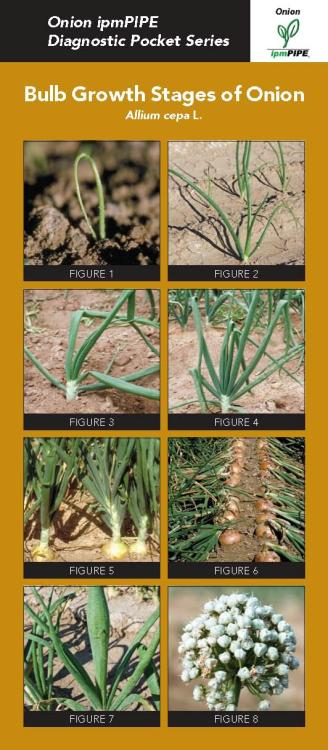 Onion ipmPIPE
Diagnostic Pocket Series
Onion
ipmPIPE
Bulb Growth Stages of Onion
Allium cepa L.
FIGURE 1
FIGURE 2
FIGURE 3
FIGURE 4
FIGURE 5
FIGURE 6
FIGURE 7
FIGURE 8